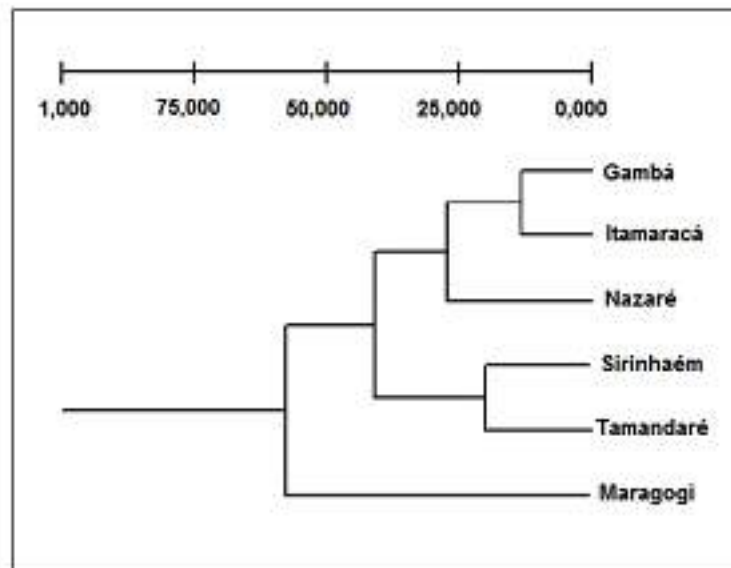 1,000 75,000 50,000 25,000 0,000
Gambá
Itamaracá
Nazaré
Sirinhaém
Tamandaré
Maragogi